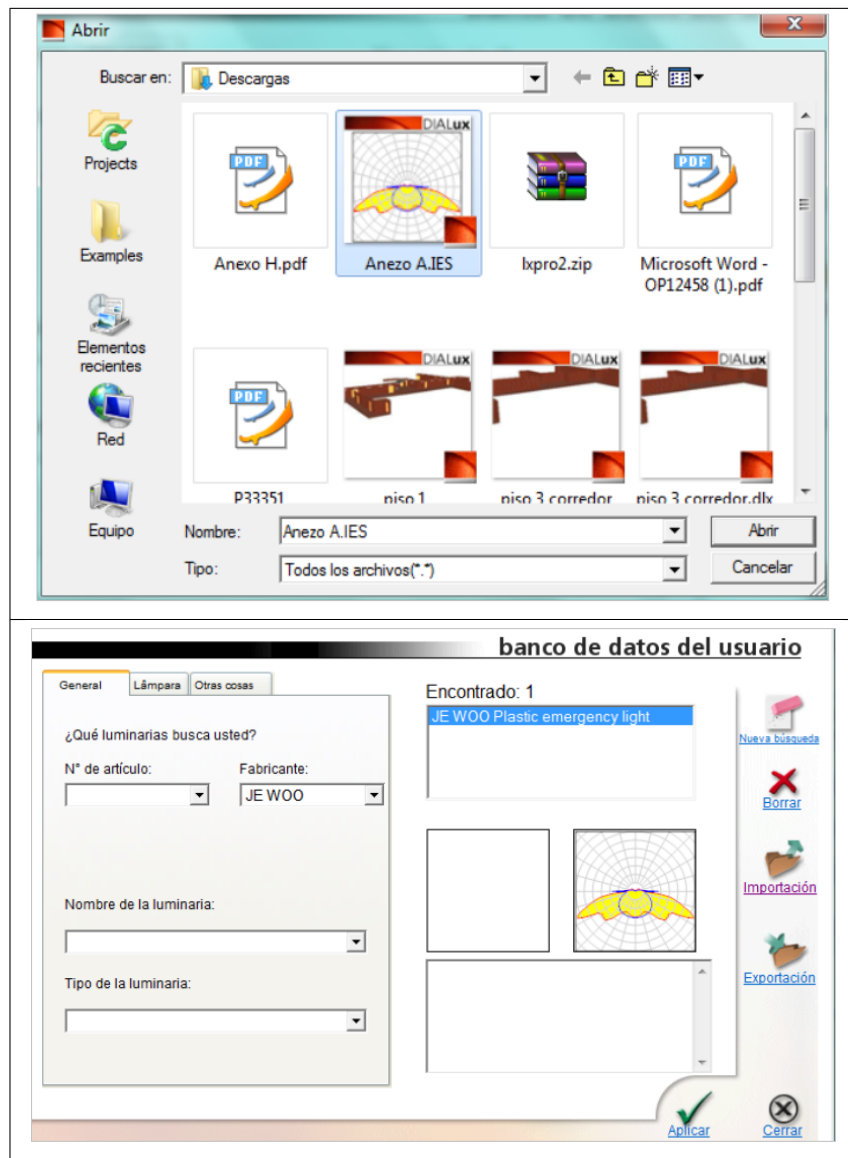 Abrir
Buscar en:
Descargas
Projects
Examples
Elementos
recientes
Red
Equipo
PDF
Anexo H.pdf
DIALux
Anezo A.IES
lxpro2.zip
PDF
Microsoft Word -
OP12458 (1).pdf
PDF
P33351
DIALux
piso 1
DIALux
piso 3 corredor
DIALux
piso 3 corredor.dlx
Nombre:
Anezo A.IES
Abrir
Tipo:
Todos los archivos(*.*)
Cancelar
banco de datos del usuario
General
Lâmpara
Otras cosas
¿Qué luminarias busca usted?
N° de artículo:
Fabricante:
JE WOO
Nombre de la luminaria:
Tipo de la luminaria:
Encontrado: 1
JE WOO Plastic emergency light
Nueva búsqueda
Borrar
Importación
Exportación
Aplicar
Cerrar